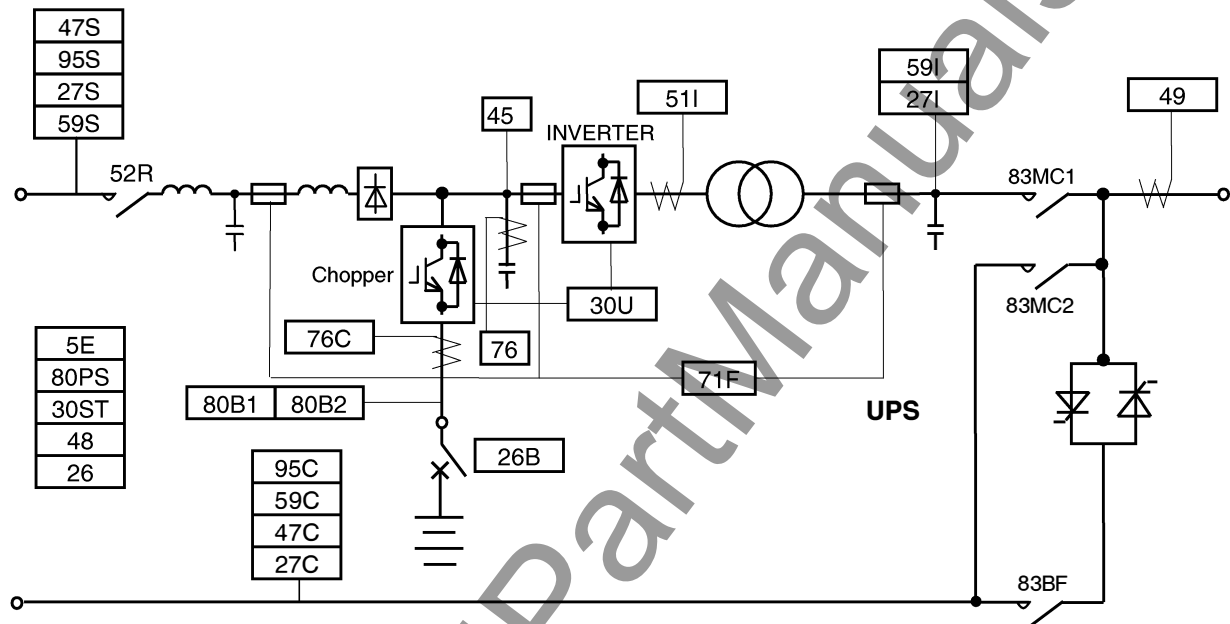 47S
95S
27S
59S
52R
45
INVERTER
51I
59I
27I
49
83MC1
Chopper
30U
83MC2
76C
76
71F
5E
80PS
30ST
48
26
80B1 80B2
UPS
26B
95C
59C
47C
27C
83BF
PartManuals